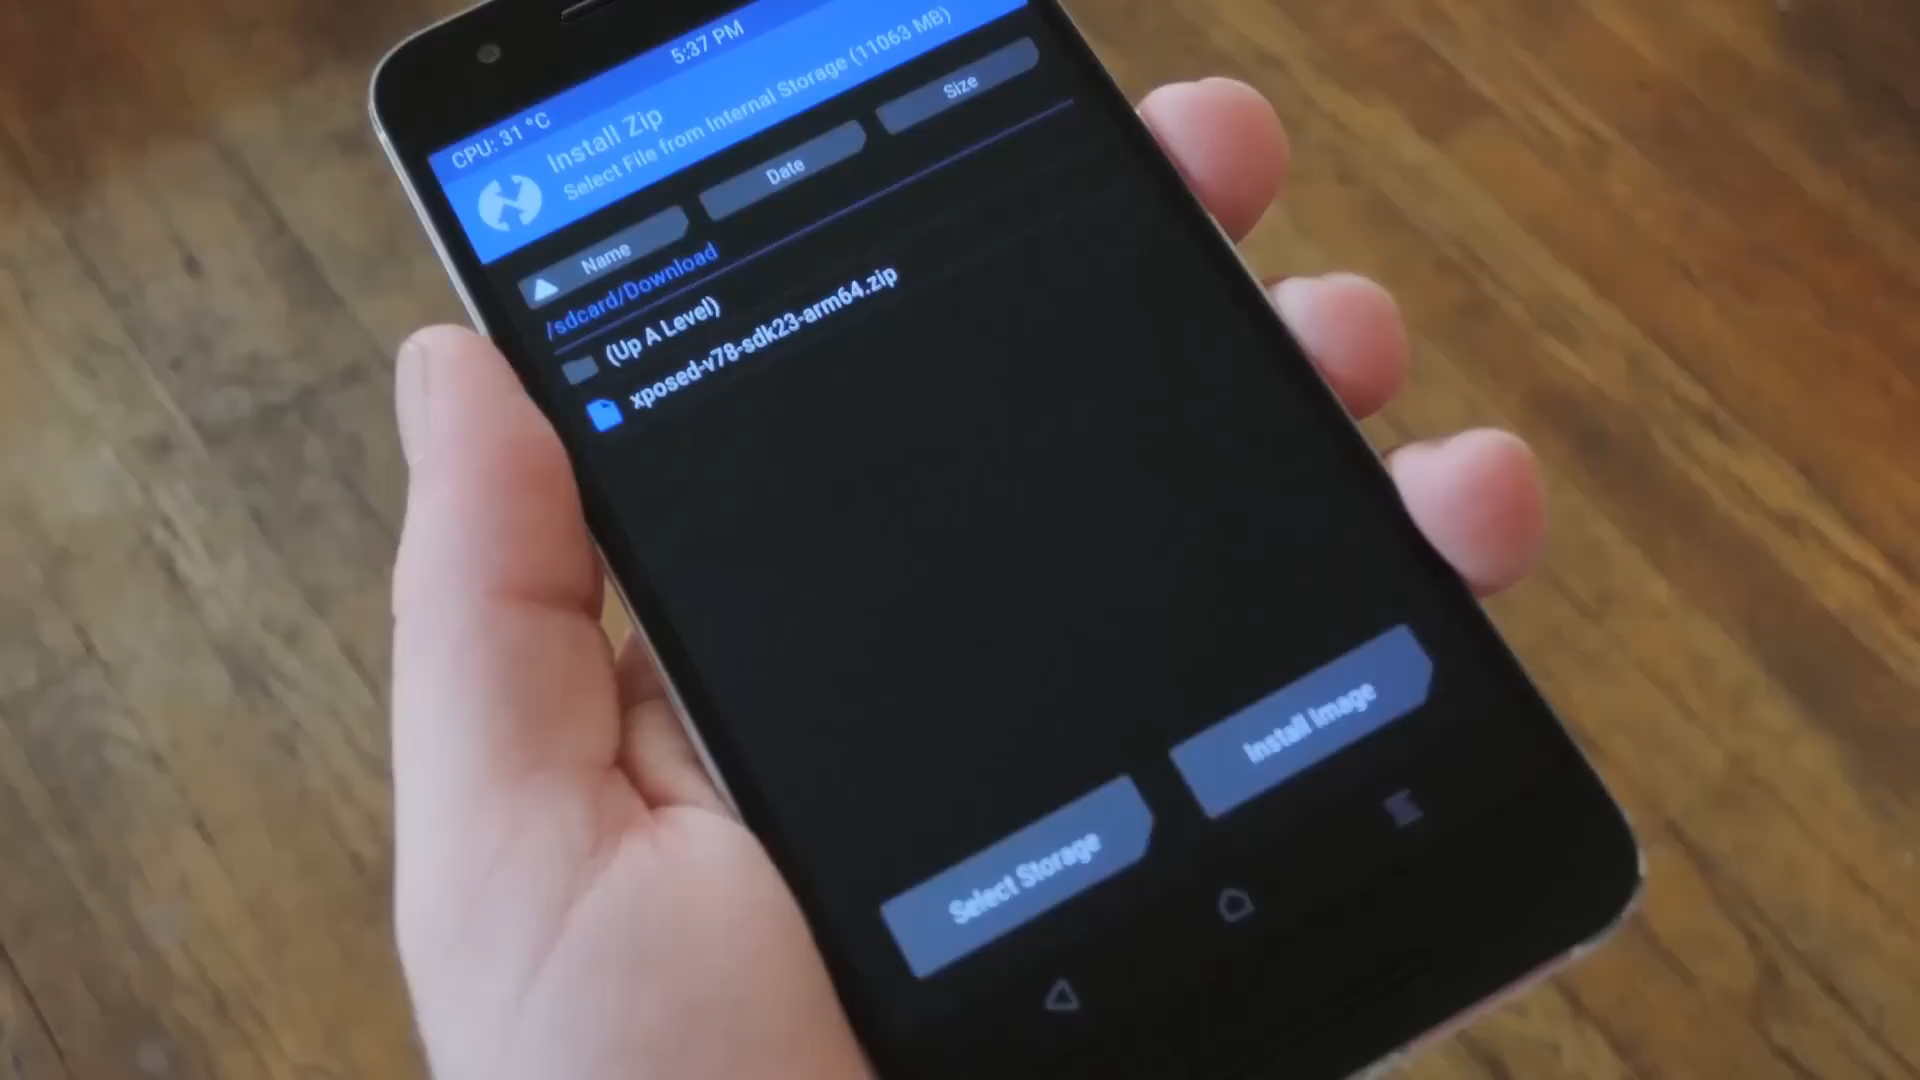 5:37 PM
CPU: 31 °C
Install Zip
Select File from Internal Storage (11063 MB)
Name
Date
Size
/sdcard/Download
(Up A Level)
xposed-v78-sdk23-arm64.zip
Select Storage
Install Image